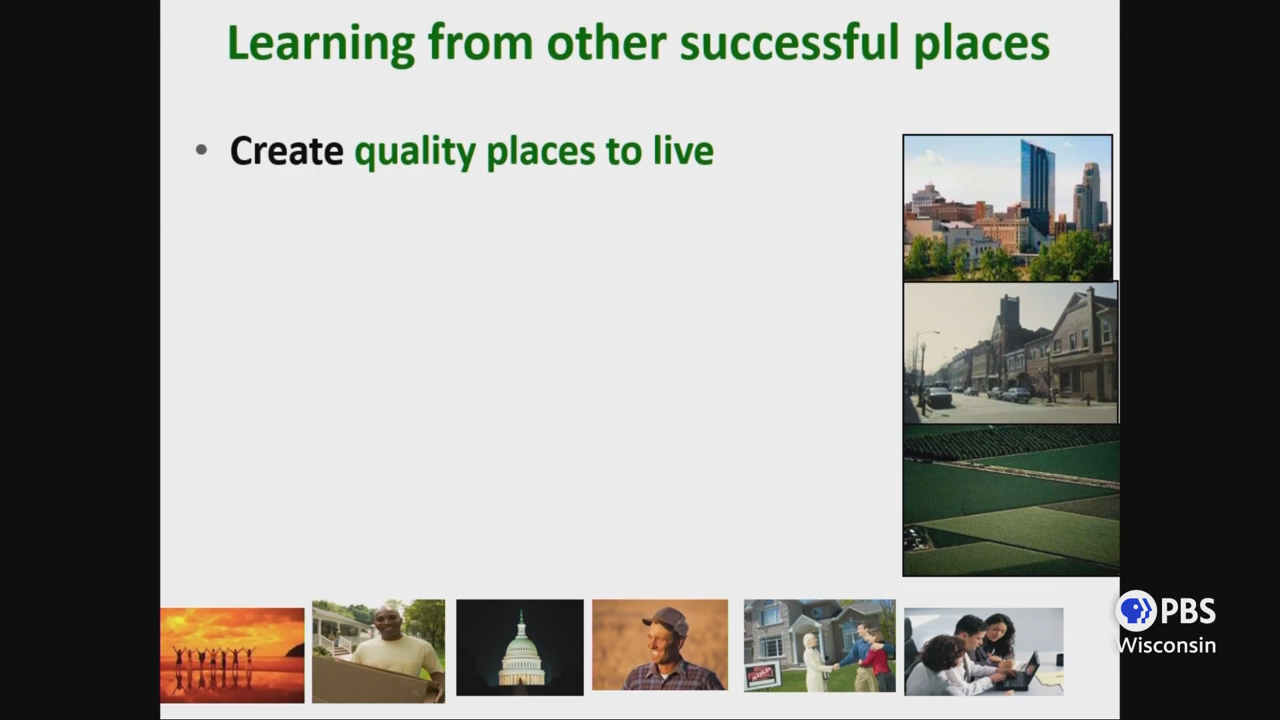 Learning from other successful places
• Create quality places to live
PBS
Wisconsin